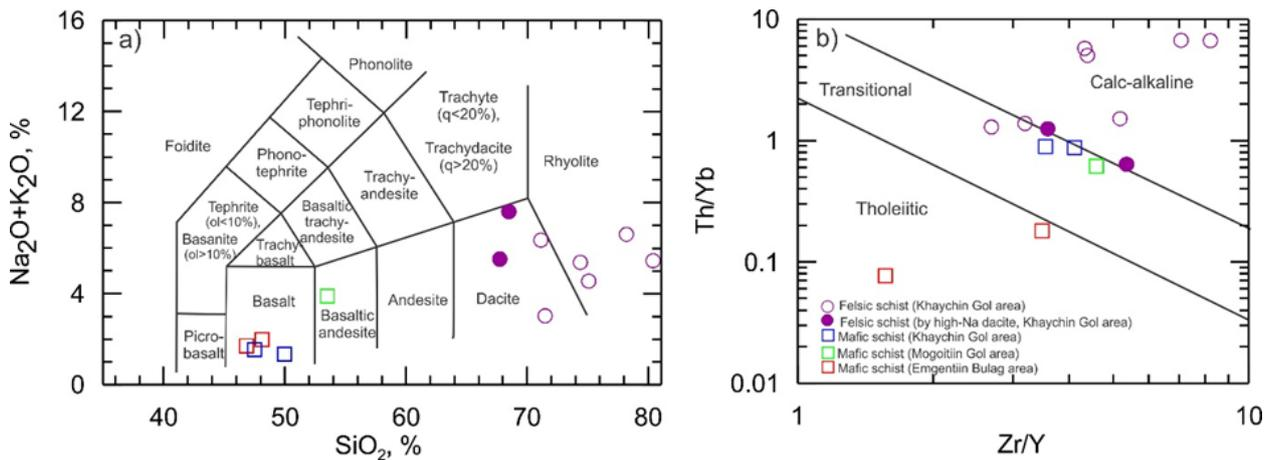 a)
Na2O+K2O, %
16
12
8
4
0
40
50
60
70
80
SiO2, %
Phonolite
Tephri-
phonolite
Trachyte
(q<20%),
Trachydacite
(q>20%)
Foidite
Phono-
tephrite
Rhyolite
Trachy-
andesite
Tephrite
(ol<10%),
Basanite
(ol>10%)
Basaltic
trachy-
andesite
Trachy
basalt
Basalt
Basaltic
andesite
Andesite
Dacite
Picro-
basalt
b)
Th/Yb
10
1
0.1
0.01
1
10
Zr/Y
Calc-alkaline
Transitional
Tholeiitic
Felsic schist (Khaychin Gol area)
Felsic schist (by high-Na dacite, Khaychin Gol area)
Mafic schist (Khaychin Gol area)
Mafic schist (Mogoitiin Gol area)
Mafic schist (Emgentiin Bulag area)